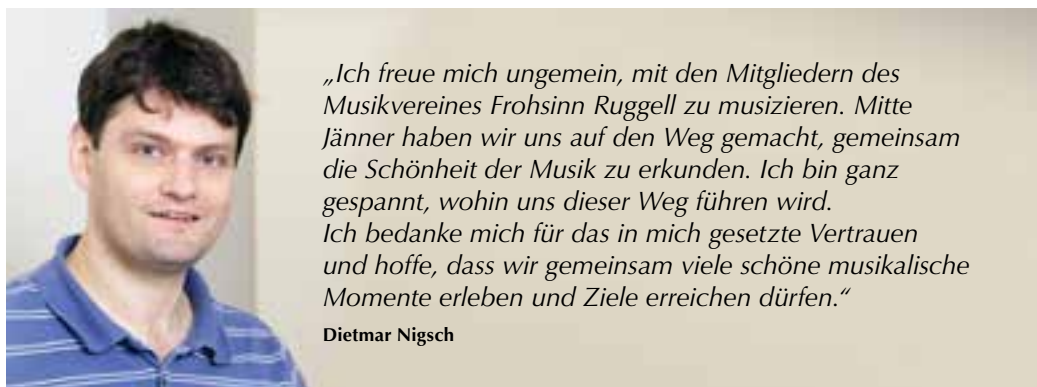 „Ich freue mich ungemein, mit den Mitgliedern des
Musikvereines Frohsinn Ruggell zu musizieren. Mitte
Jänner haben wir uns auf den Weg gemacht, gemeinsam
die Schönheit der Musik zu erkunden. Ich bin ganz
gespannt, wohin uns dieser Weg führen wird.
Ich bedanke mich für das in mich gesetzte Vertrauen
und hoffe, dass wir gemeinsam viele schöne musikalische
Momente erleben und Ziele erreichen dürfen.“
Dietmar Nigsch